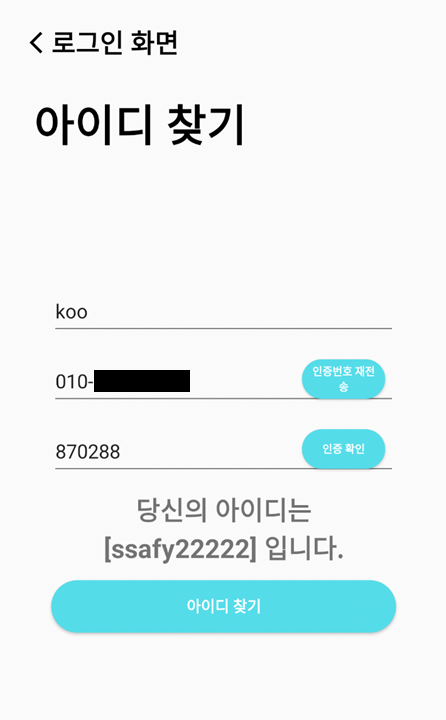 로그인 화면
아이디 찾기
koo
010-
인증번호 재전
송
870288
인증 확인
당신의 아이디는
[ssafy22222] 입니다.
아이디 찾기